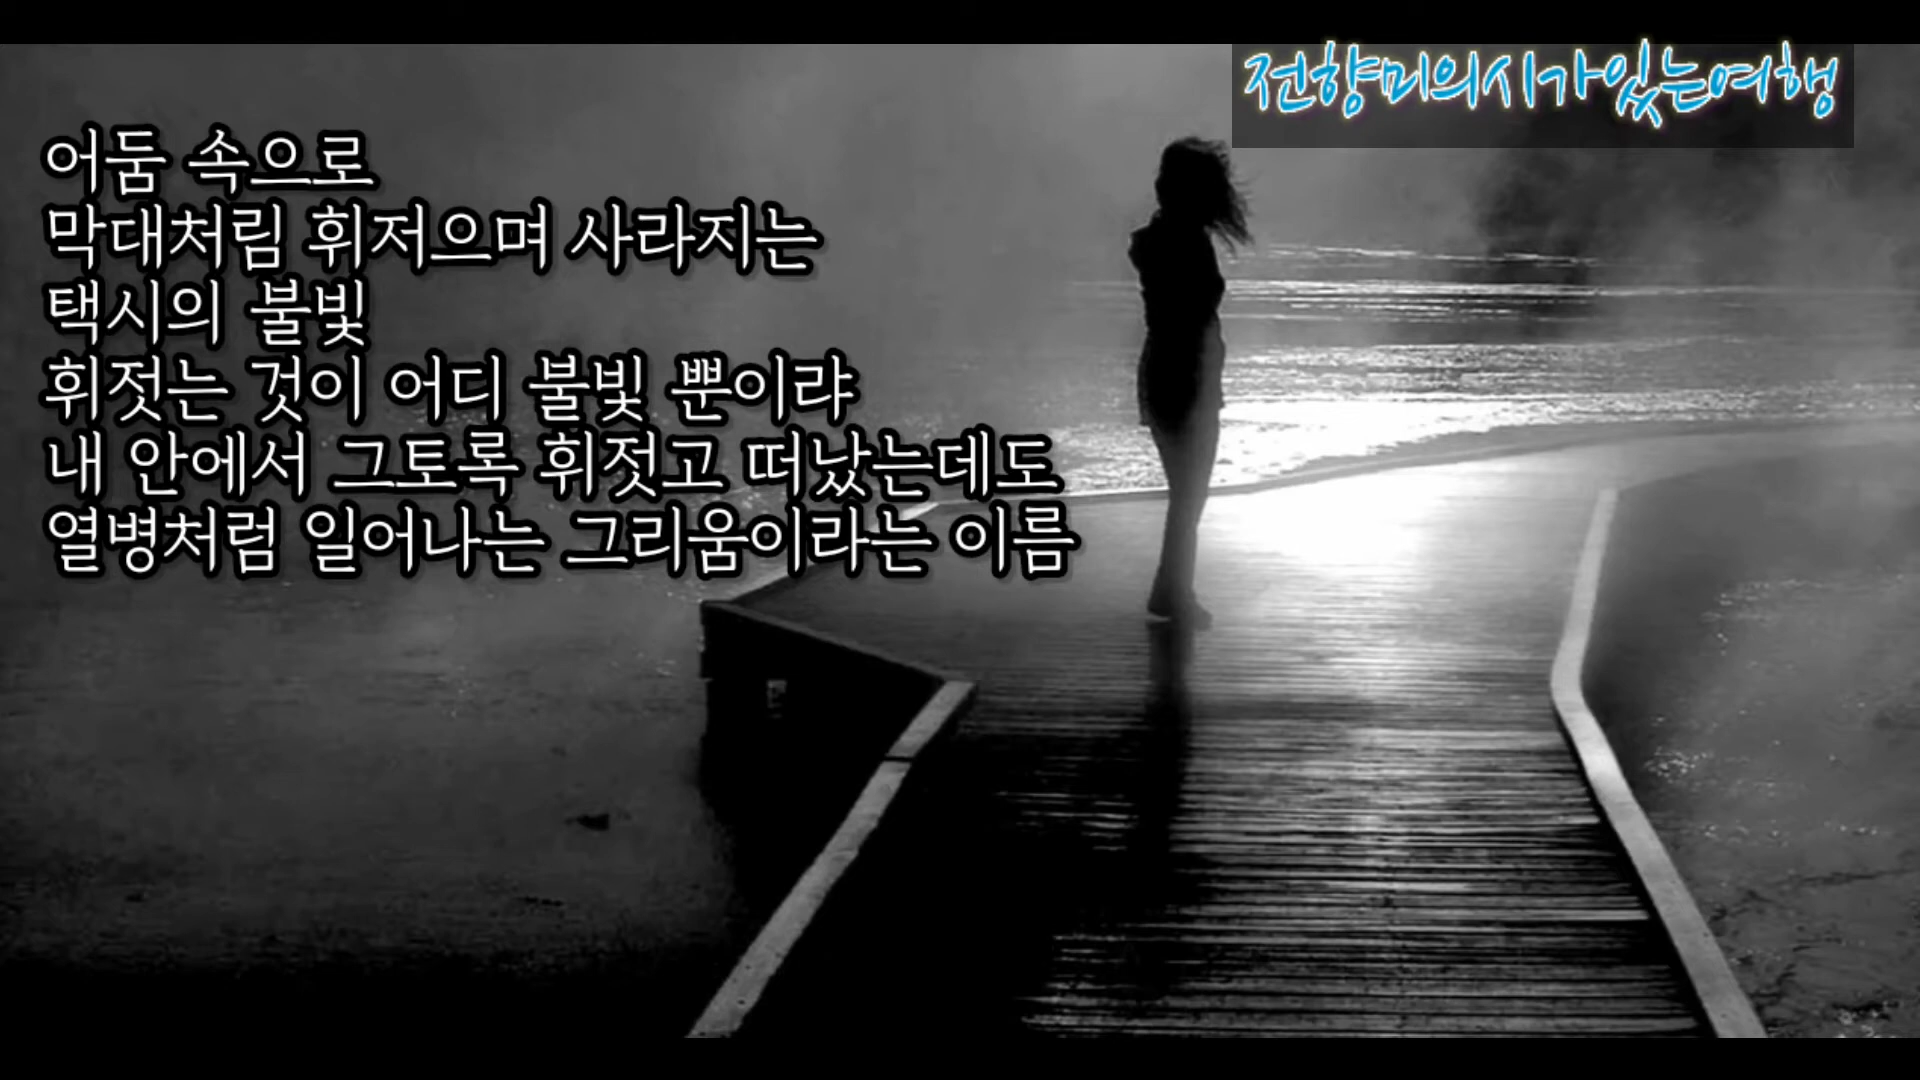 전향미의시가있는여행
어둠 속으로
막대처림 휘저으며 사라지는
택시의 불빛
휘젓는 것이 어디 불빛 뿐이랴
내 안에서 그토록 휘젓고 떠났는데도
열병처럼 일어나는 그리움이라는 이름